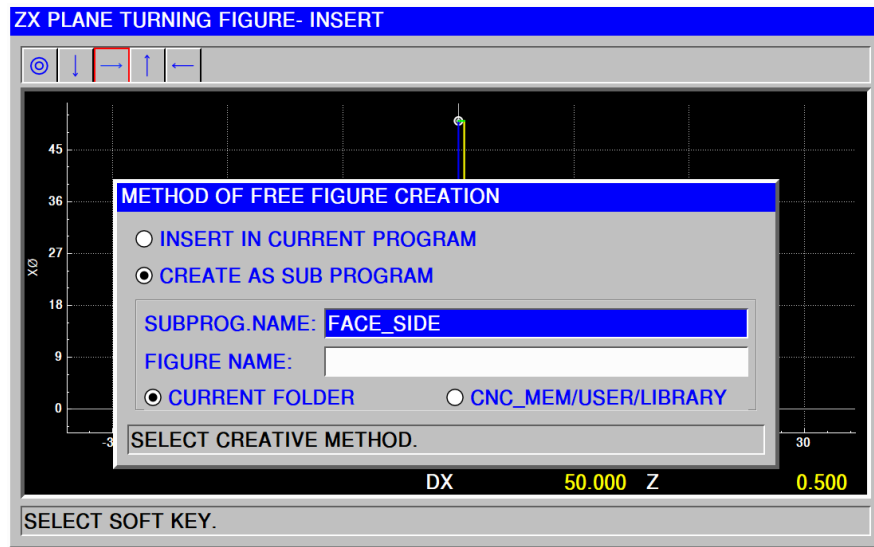 ZX PLANE TURNING FIGURE- INSERT
45
36
METHOD OF FREE FIGURE CREATION
INSERT IN CURRENT PROGRAM
27
XØ
CREATE AS SUB PROGRAM
18
SUBPROG.NAME: FACE_SIDE
9
FIGURE NAME:
CURRENT FOLDER CNC_MEM/USER/LIBRARY
0
SELECT CREATIVE METHOD.
30
DX 50.000 Z 0.500
SELECT SOFT KEY.